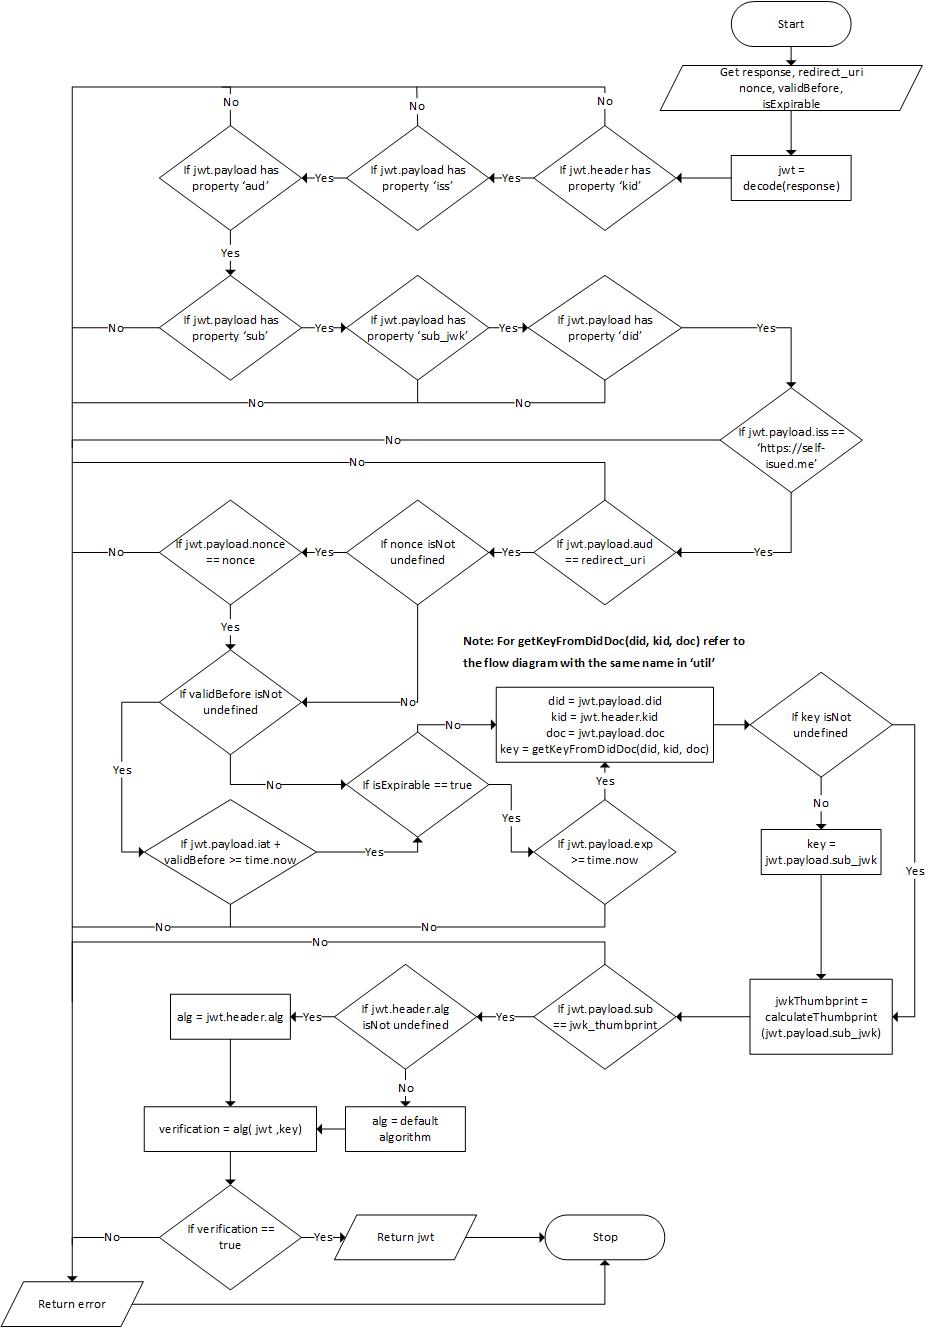 Start
Get response, redirect_uri
nonce, validBefore,
isExpirable
jwt =
decode(response)
If jwt.header has
property ‘kid’
No
Yes
If jwt.payload has
property ‘iss’
No
Yes
If jwt.payload has
property ‘aud’
No
Yes
If jwt.payload has
property ‘sub’
No
Yes
If jwt.payload has
property ‘sub_jwk’
Yes
If jwt.payload has
property ‘did’
Yes
No
No
If jwt.payload.iss ==
‘https://self-
isued.me’
No
Yes
No
If jwt.payload.aud
== redirect_uri
Yes
If nonce isNot
undefined
Yes
If jwt.payload.nonce
== nonce
No
Yes
No
If validBefore isNot
undefined
Yes
No
If jwt.payload.iat +
validBefore >= time.now
Yes
If isExpirable == true
No
Yes
If jwt.payload.exp
>= time.now
Yes
No
No
Note: For getKeyFromDidDoc(did, kid, doc) refer to
the flow diagram with the same name in ‘util’
did = jwt.payload.did
kid = jwt.header.kid
doc = jwt.payload.doc
key = getKeyFromDidDoc(did, kid, doc)
If key isNot
undefined
No
Yes
key =
jwt.payload.sub_jwk
jwkThumbprint =
calculateThumbprint
(jwt.payload.sub_jwk)
If jwt.payload.sub
== jwk_thumbprint
No
Yes
If jwt.header.alg
isNot undefined
Yes
No
alg = jwt.header.alg
alg = default
algorithm
verification = alg( jwt ,key)
If verification ==
true
No
Yes
Return jwt
Stop
Return error